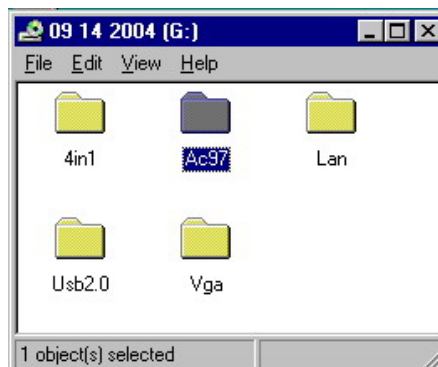 09 14 2004 (G:)
File Edit View Help
4in1 Ac97 Lan
Usb2.0 Vga
1 object(s) selected